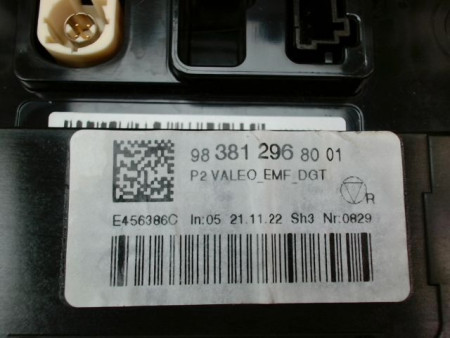 98 381 296 80 01
P2 VALEO_EMF_DGT
R
E456386C In:05 21.11.22 Sh3 Nr:0829